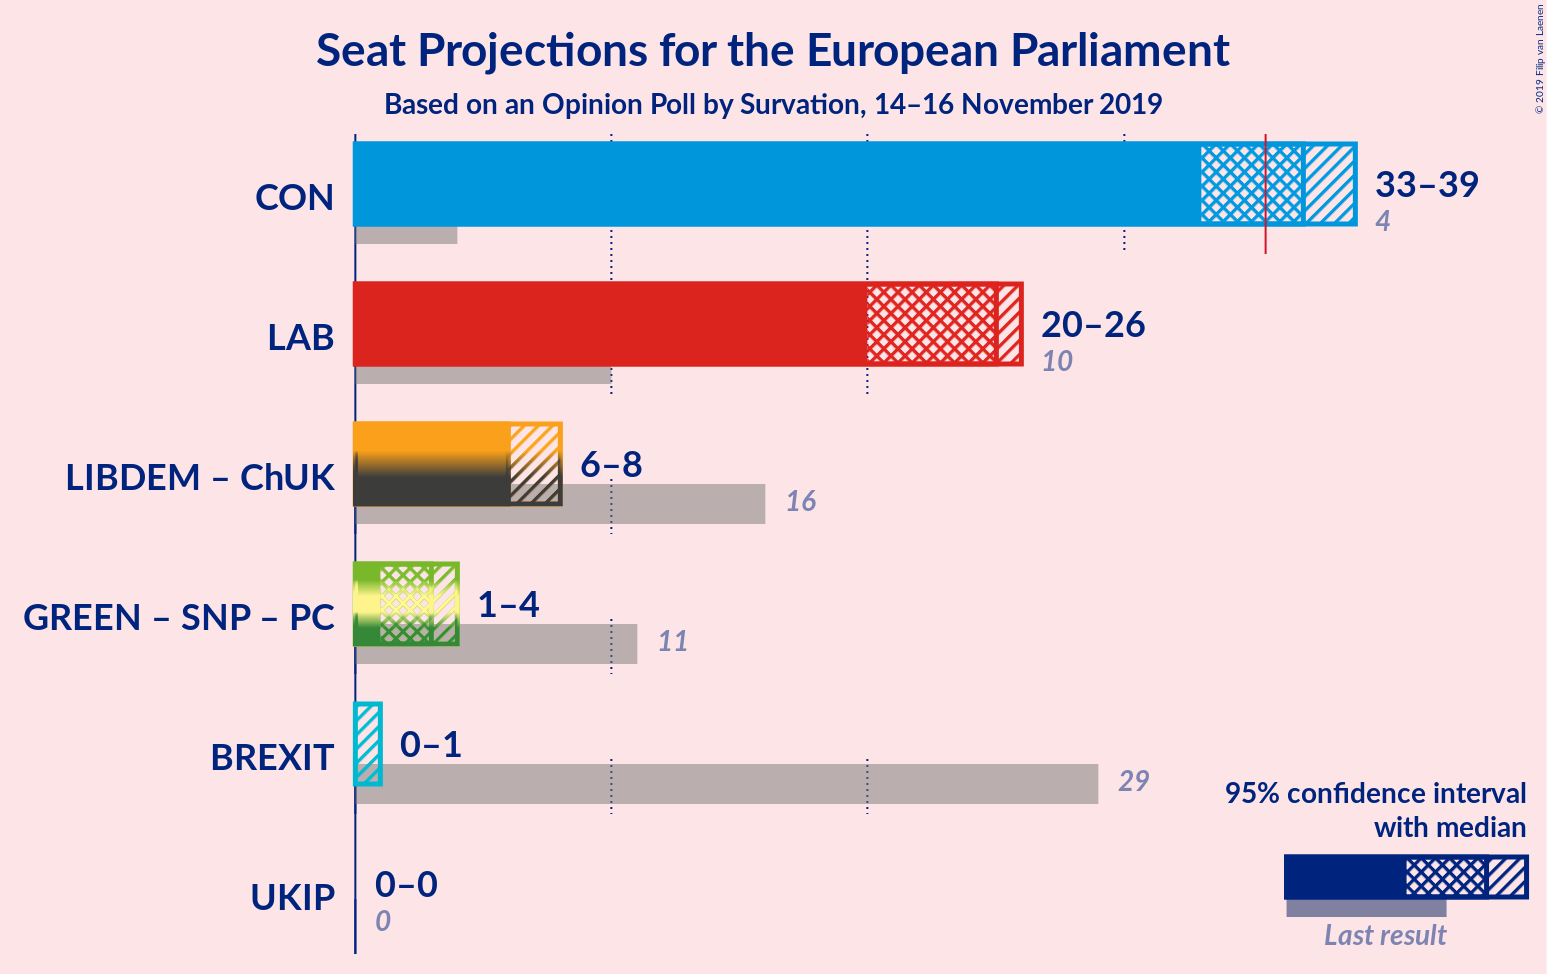 Seat Projections for the European Parliament
Based on an Opinion Poll by Survation, 14–16 November 2019
© 2019 Filip van Laenen
CON
33–39
4
LAB
20–26
10
LIBDEM – ChUK
6–8
16
GREEN – SNP – PC
1–4
11
BREXIT
0–1
29
UKIP
0–0
0
95% confidence interval
with median
Last result